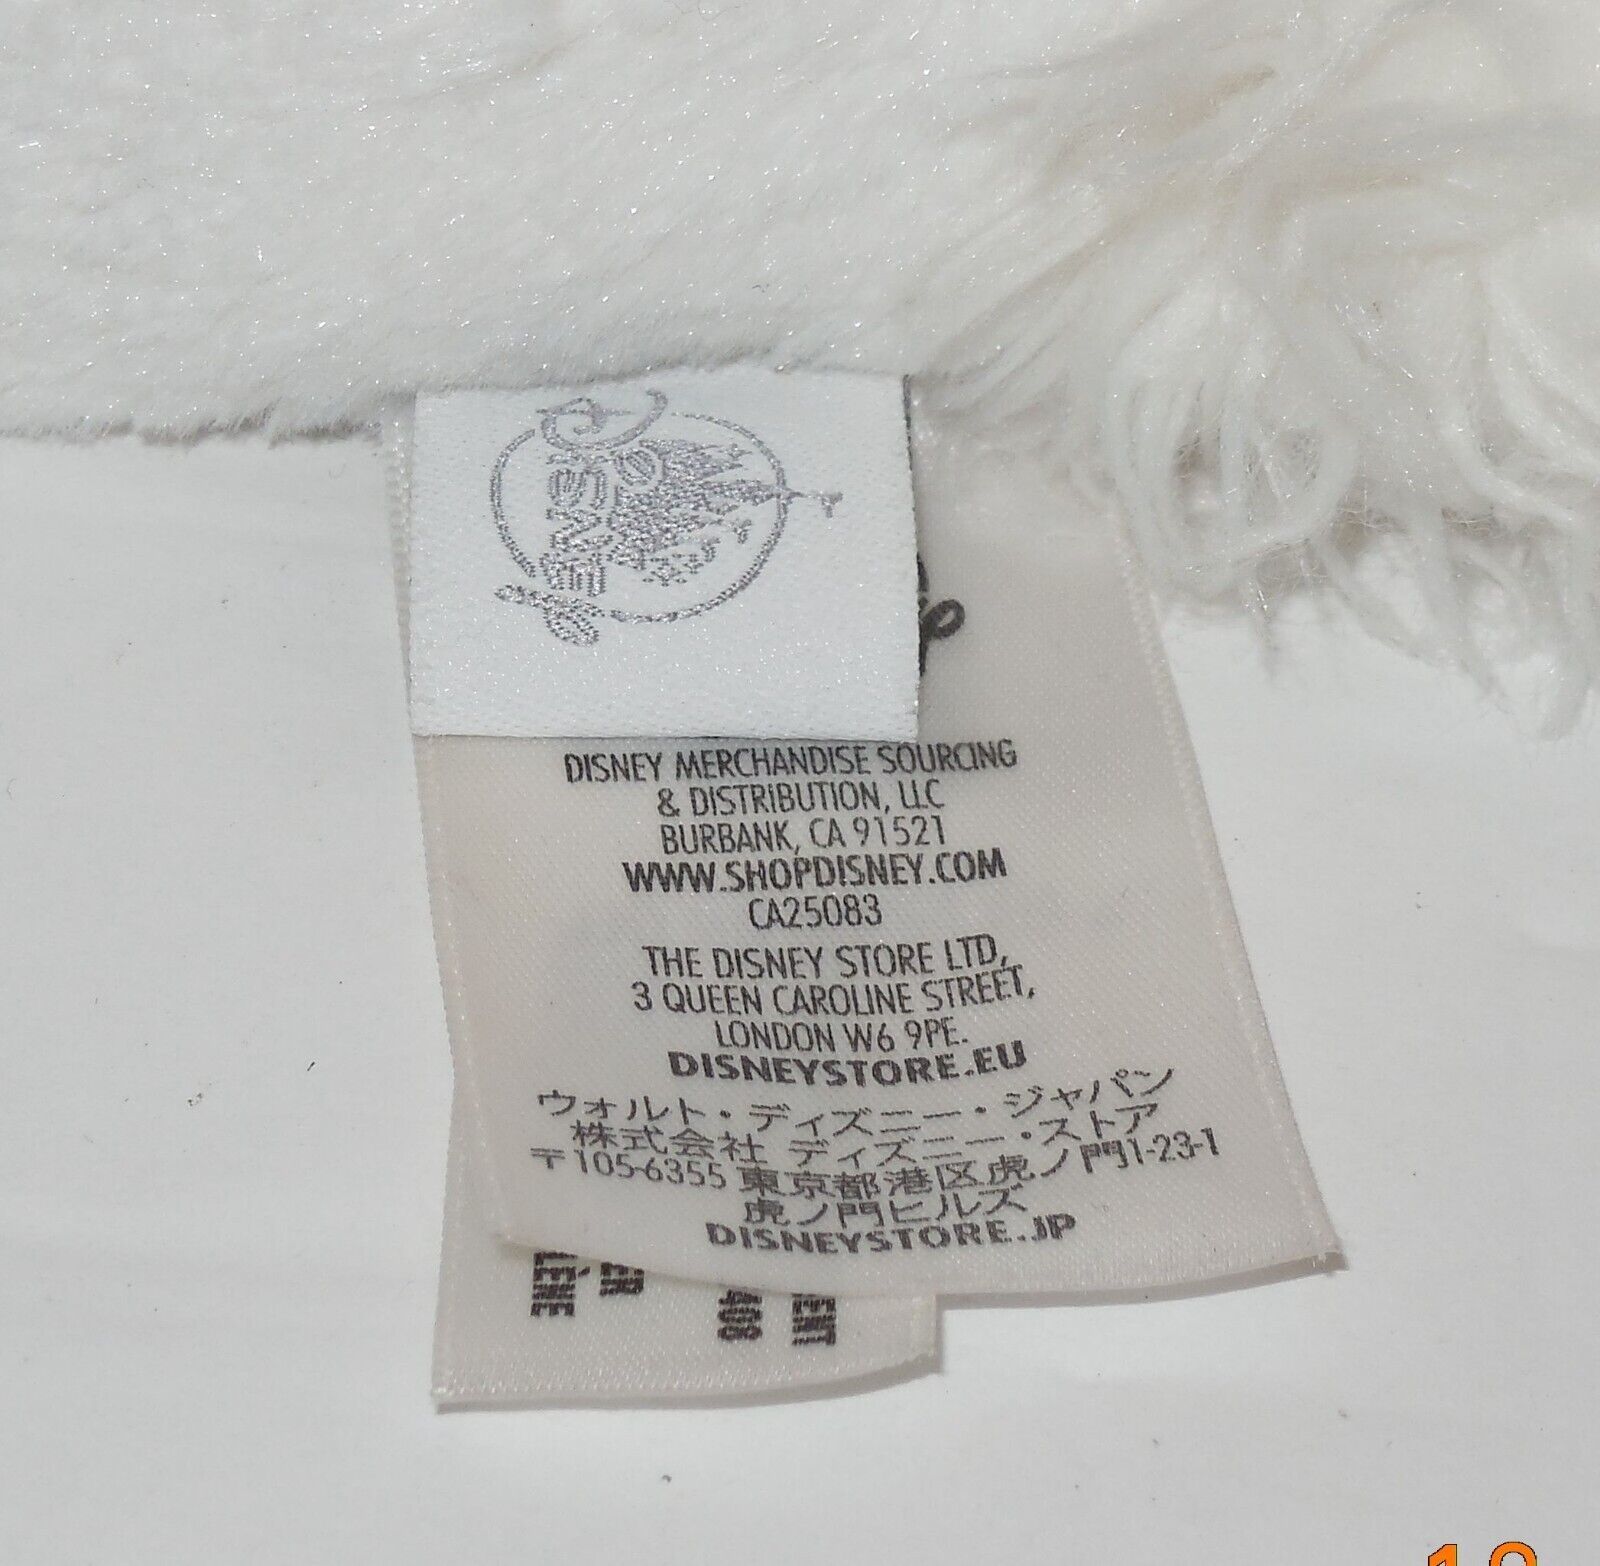 DISNEY MERCHANDISE SOURCING
& DISTRIBUTION, LLC
BURBANK, CA 91521
WWW.SHOPDISNEY.COM
CA25083
THE DISNEY STORE LTD,
3 QUEEN CAROLINE STREET,
LONDON W6 9PE.
DISNEYSTORE.EU
ウォルト・ディズニー・ジャパン
株式会社 ディズニー・ストア
〒105-6355 東京都港区虎ノ門1-23-1
虎ノ門ヒルズ
DISNEYSTORE.JP